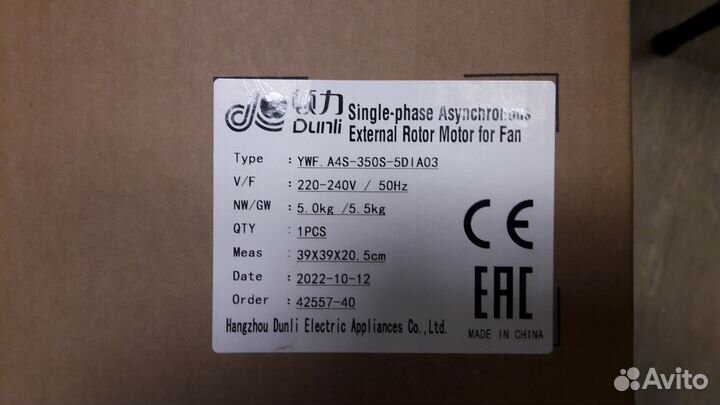 顿力
Dunli
Single-phase Asynchronous
External Rotor Motor for Fan
Type : YWF.A4S-350S-5DIA03
V/F : 220-240V / 50Hz
NW/GW : 5.0kg /5.5kg
QTY : 1PCS
Meas : 39X39X20.5cm
Date : 2022-10-12
Order : 42557-40
Hangzhou Dunli Electric Appliances Co.,Ltd.
CE
EAC
MADE IN CHINA
Avito